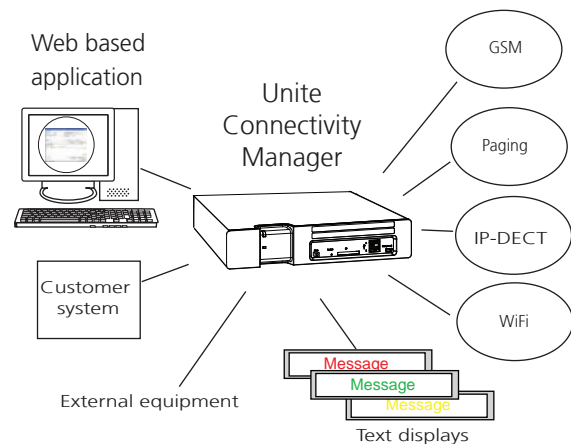 Web based
application
Unite
Connectivity
Manager
GSM
Paging
IP-DECT
WiFi
Customer
system
External equipment
Message
Message
Message
Text displays